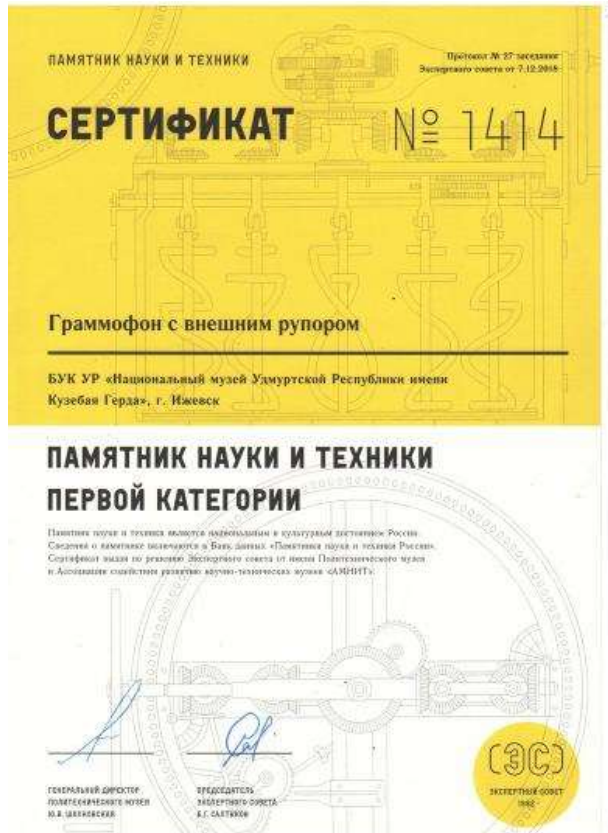 ПАМЯТНИК НАУКИ И ТЕХНИКИ
Протокол № 27 заседания
Экспертного совета от 7.12.2018
СЕРТИФИКАТ
№ 1414
Граммофон с внешним рупором
БУК УР «Национальный музей Удмуртской Республики имени
Кузебая Герда», г. Ижевск
ПАМЯТНИК НАУКИ И ТЕХНИКИ
ПЕРВОЙ КАТЕГОРИИ
Памятник науки и техники является национальным и культурным достоянием России.
Сведения о памятнике включаются в Банк данных «Памятники науки и техники России».
Сертификат выдан по решению Экспертного совета от имени Политехнического музея
и Ассоциации содействия развитию научно-технических музеев «АМНИТ».
ГЕНЕРАЛЬНЫЙ ДИРЕКТОР
ПОЛИТЕХНИЧЕСКОГО МУЗЕЯ
Ю.В. ШАХНОВСКАЯ
ПРЕДСЕДАТЕЛЬ
ЭКСПЕРТНОГО СОВЕТА
Б.Г. САЛТЫКОВ
(ЭС)
ЭКСПЕРТНЫЙ СОВЕТ